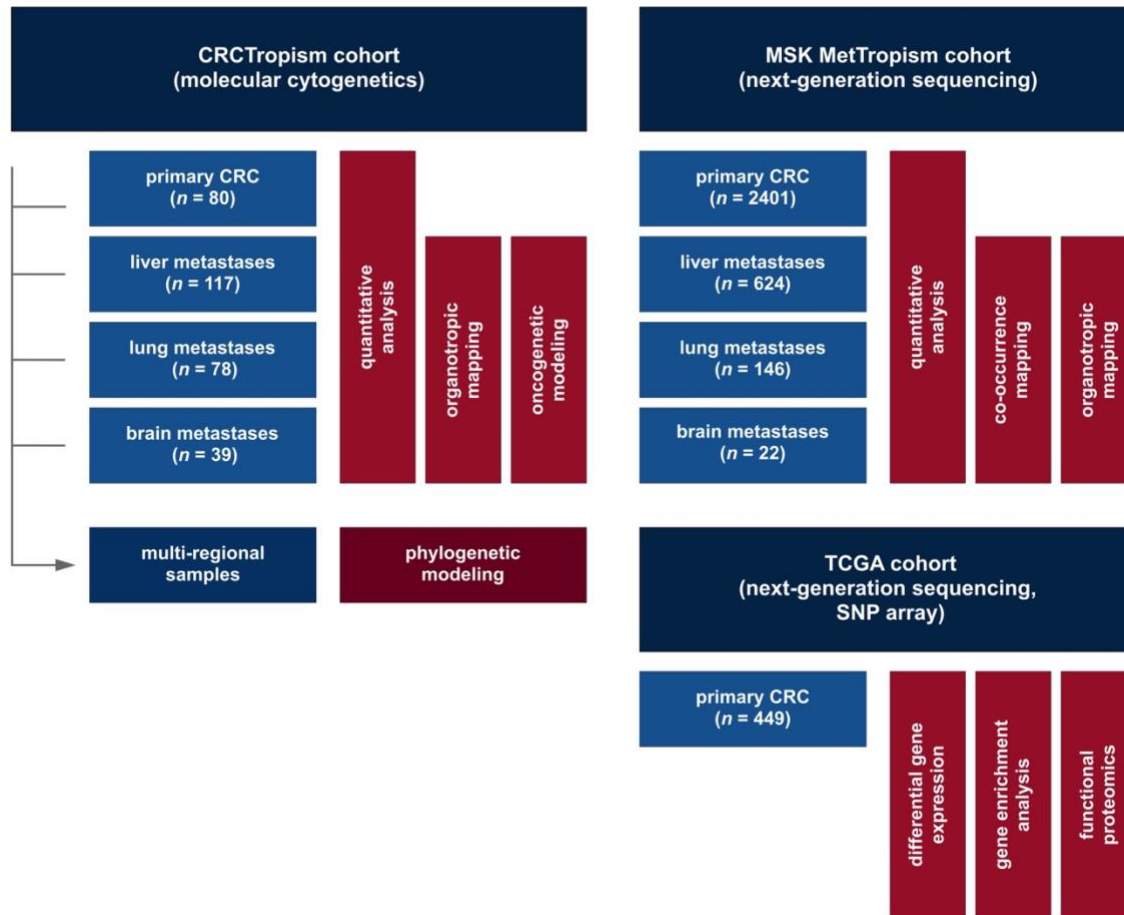 CRCTropism cohort
(molecular cytogenetics)
primary CRC
(n = 80)
liver metastases
(n = 117)
lung metastases
(n = 78)
brain metastases
(n = 39)
quantitative
analysis
organotropic
mapping
oncogenetic
modeling
multi-regional
samples
phylogenetic
modeling
MSK MetTropism cohort
(next-generation sequencing)
primary CRC
(n = 2401)
liver metastases
(n = 624)
lung metastases
(n = 146)
brain metastases
(n = 22)
quantitative
analysis
co-occurrence
mapping
organotropic
mapping
TCGA cohort
(next-generation sequencing,
SNP array)
primary CRC
(n = 449)
differential gene
expression
gene enrichment
analysis
functional
proteomics